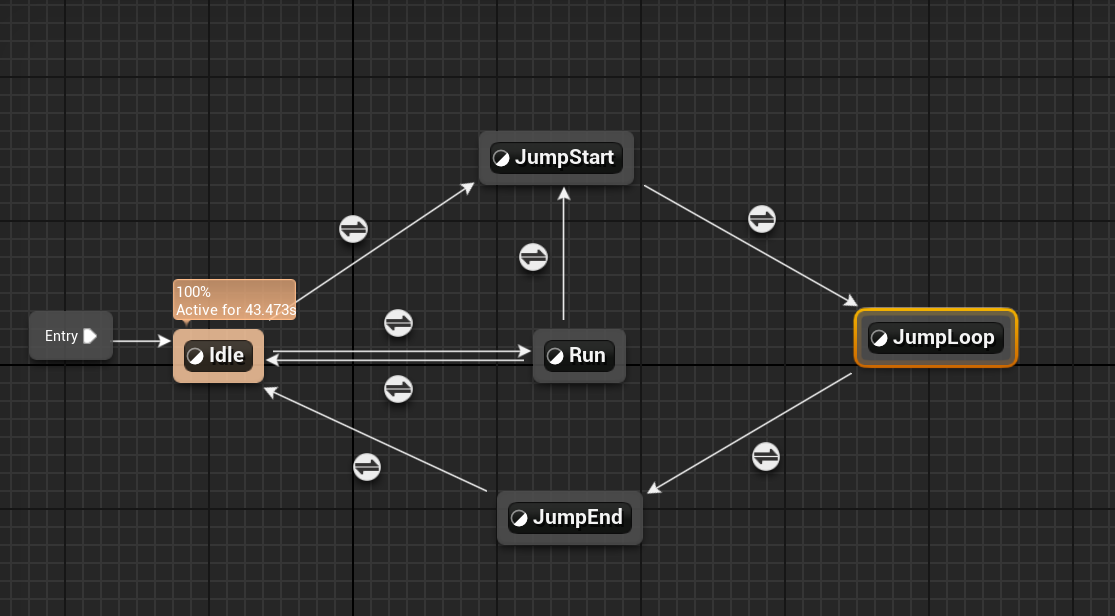 JumpStart
100%
Active for 43.473s
Entry
Idle
Run
JumpLoop
JumpEnd